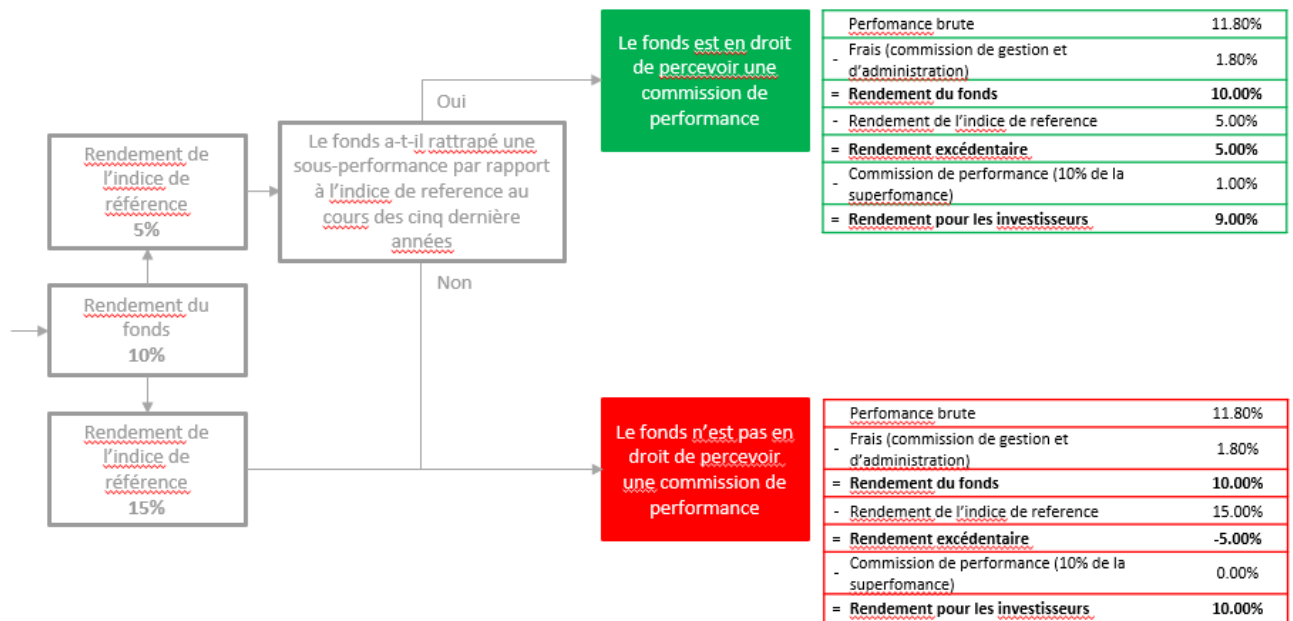 Rendement de
l'indice de
référence
5%
Rendement du
fonds
10%
Rendement de
l'indice de
référence
15%
Le fonds a-t-il rattrapé une
sous-performance par rapport
à l'indice de reference au
cours des cinq dernière
années
Oui
Non
Le fonds est en droit
de percevoir une
commission de
performance
Perfomance brute 11.80%
- Frais (commission de gestion et
d'administration) 1.80%
= Rendement du fonds 10.00%
- Rendement de l'indice de reference 5.00%
= Rendement excédentaire 5.00%
- Commission de performance (10% de la
superfomance) 1.00%
= Rendement pour les investisseurs 9.00%
Le fonds n'est pas en
droit de percevoir
une commission de
performance
Perfomance brute 11.80%
- Frais (commission de gestion et
d'administration) 1.80%
= Rendement du fonds 10.00%
- Rendement de l'indice de reference 15.00%
= Rendement excédentaire -5.00%
- Commission de performance (10% de la
superfomance) 0.00%
= Rendement pour les investisseurs 10.00%